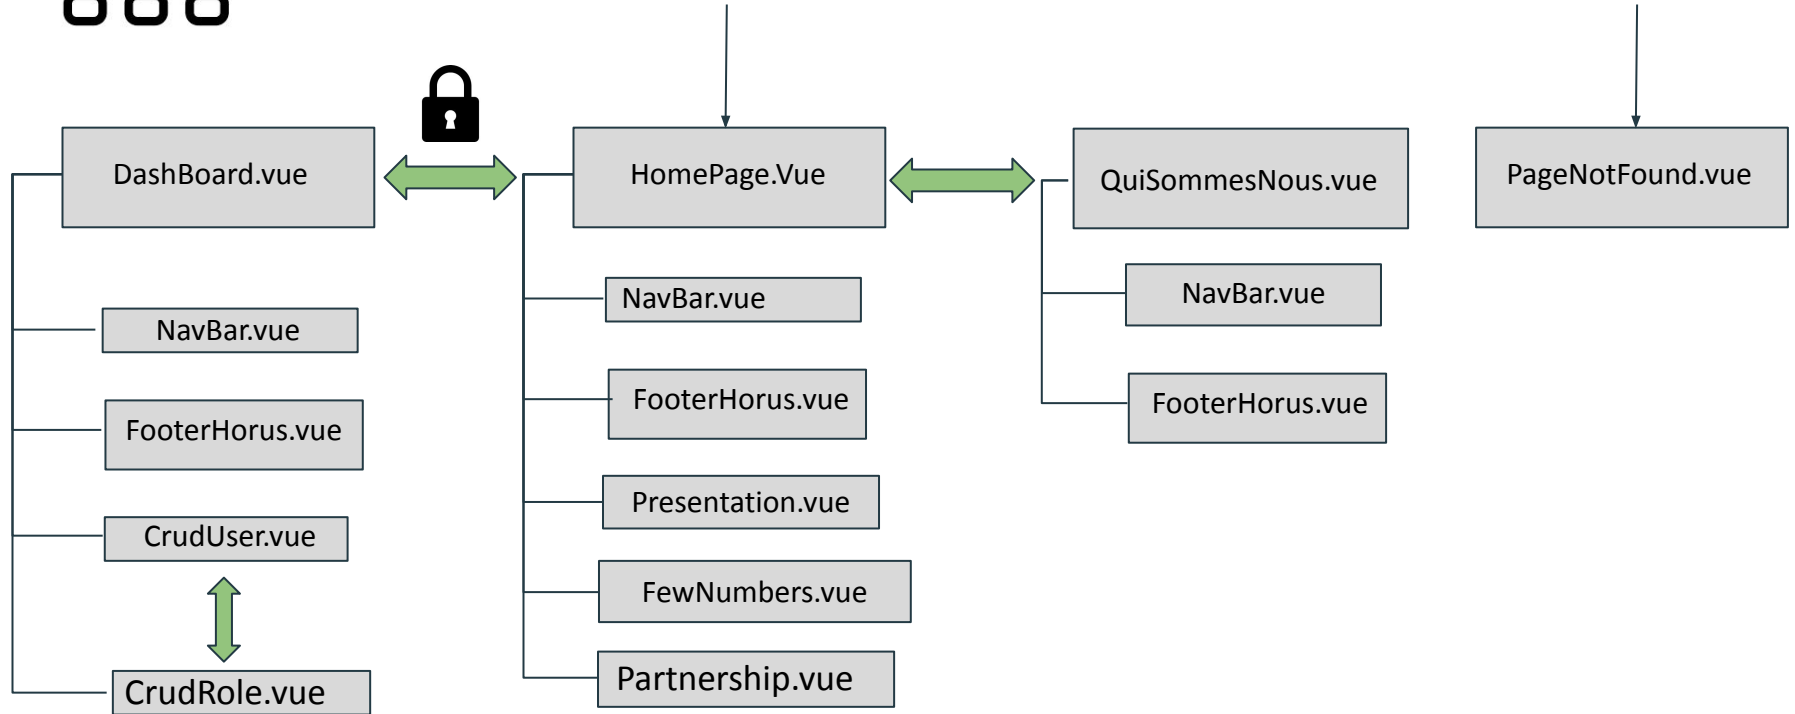 DashBoard.vue
HomePage.Vue
QuiSommesNous.vue
PageNotFound.vue
NavBar.vue
FooterHorus.vue
CrudUser.vue
CrudRole.vue
NavBar.vue
FooterHorus.vue
Presentation.vue
FewNumbers.vue
Partnership.vue
NavBar.vue
FooterHorus.vue